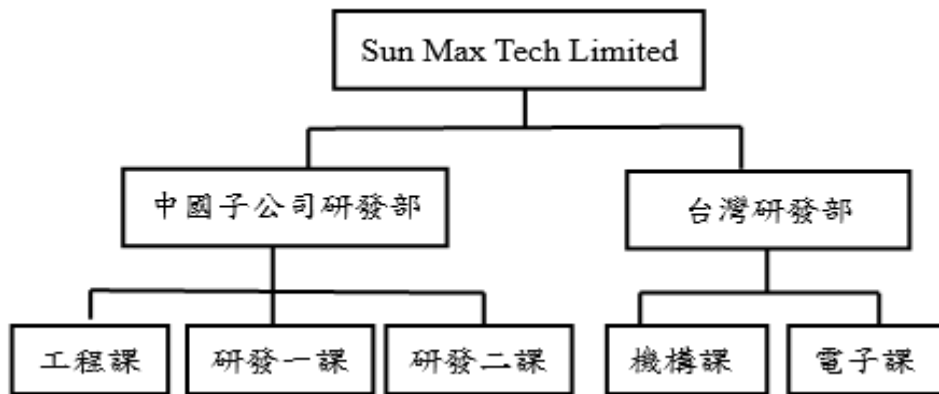 Sun Max Tech Limited
中國子公司研發部
台灣研發部
工程課
研發一課
研發二課
機構課
電子課